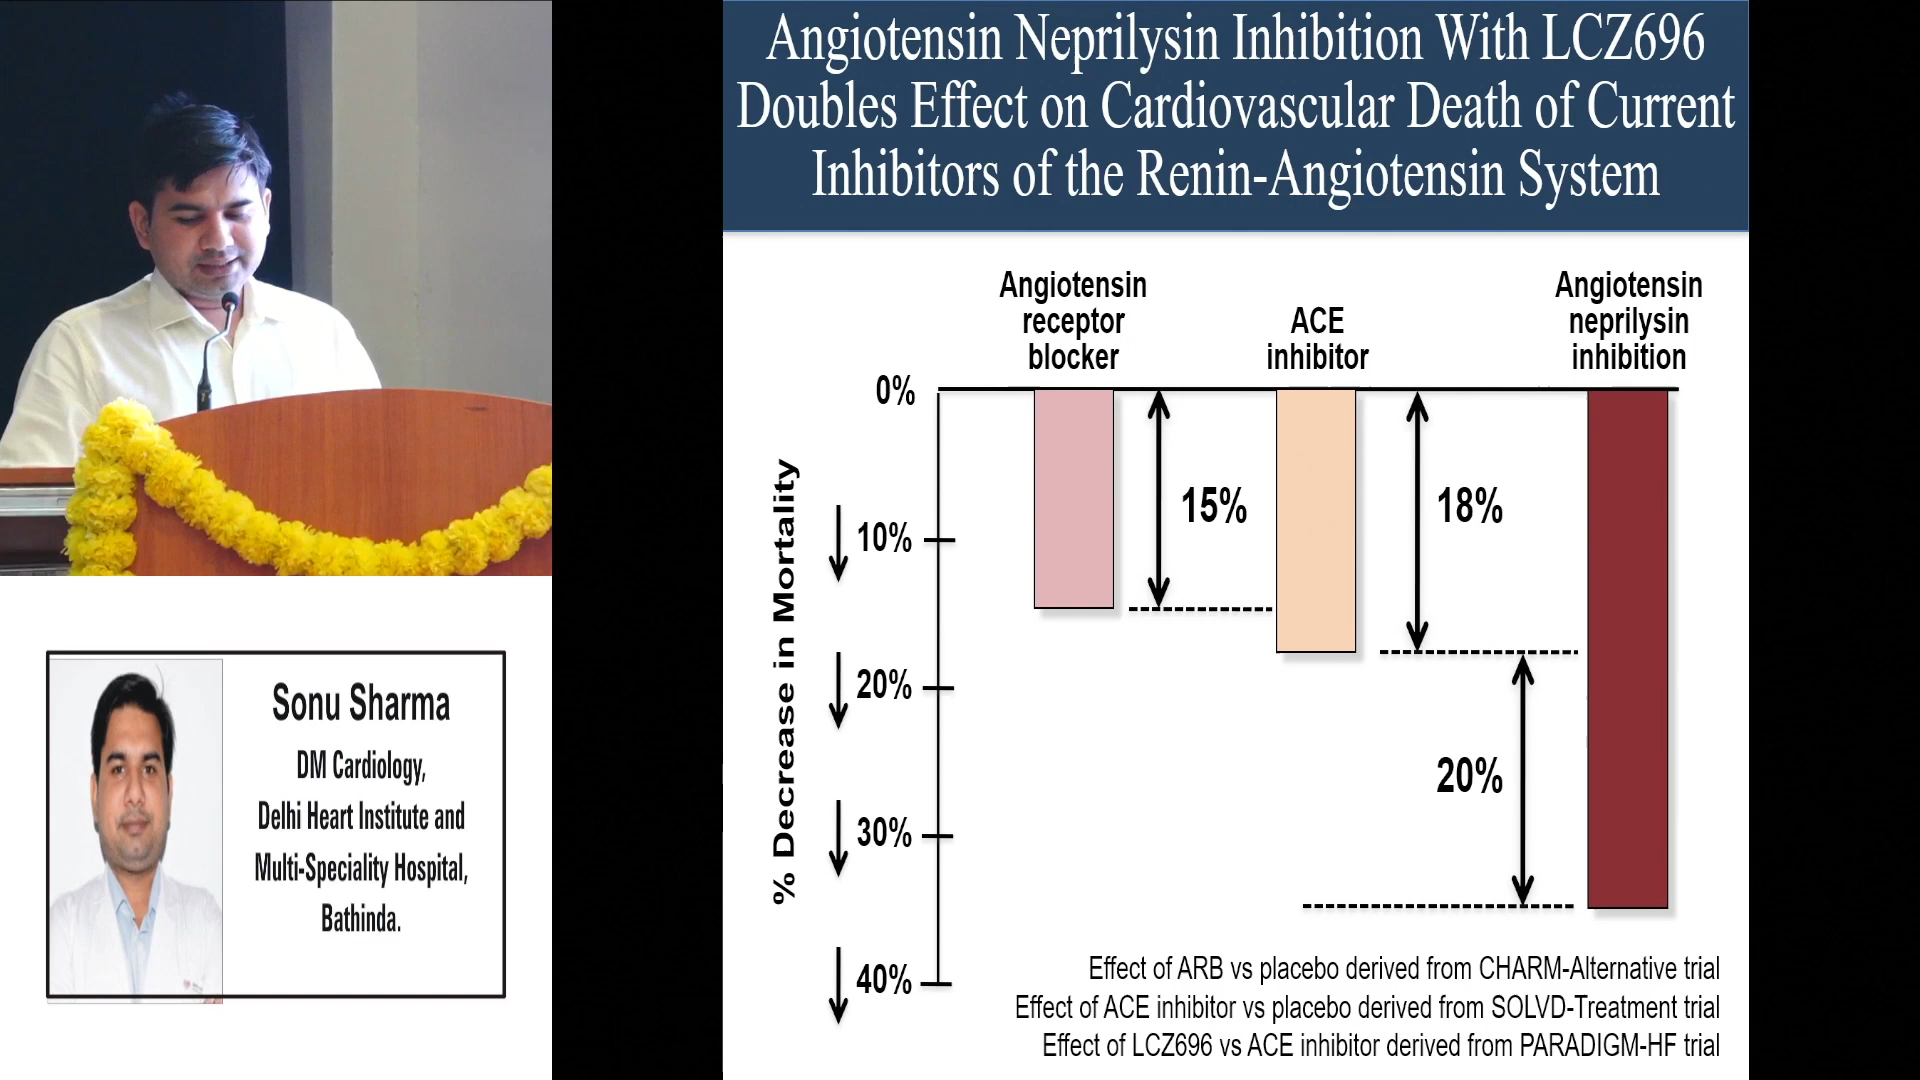 Angiotensin Neprilysin Inhibition With LCZ696
Doubles Effect on Cardiovascular Death of Current
Inhibitors of the Renin-Angiotensin System
Angiotensin
receptor
blocker
ACE
inhibitor
Angiotensin
neprilysin
inhibition
% Decrease in Mortality
0%
10%
20%
30%
40%
15%
18%
20%
Effect of ARB vs placebo derived from CHARM-Alternative trial
Effect of ACE inhibitor vs placebo derived from SOLVD-Treatment trial
Effect of LCZ696 vs ACE inhibitor derived from PARADIGM-HF trial
Sonu Sharma
DM Cardiology,
Delhi Heart Institute and
Multi-Speciality Hospital,
Bathinda.